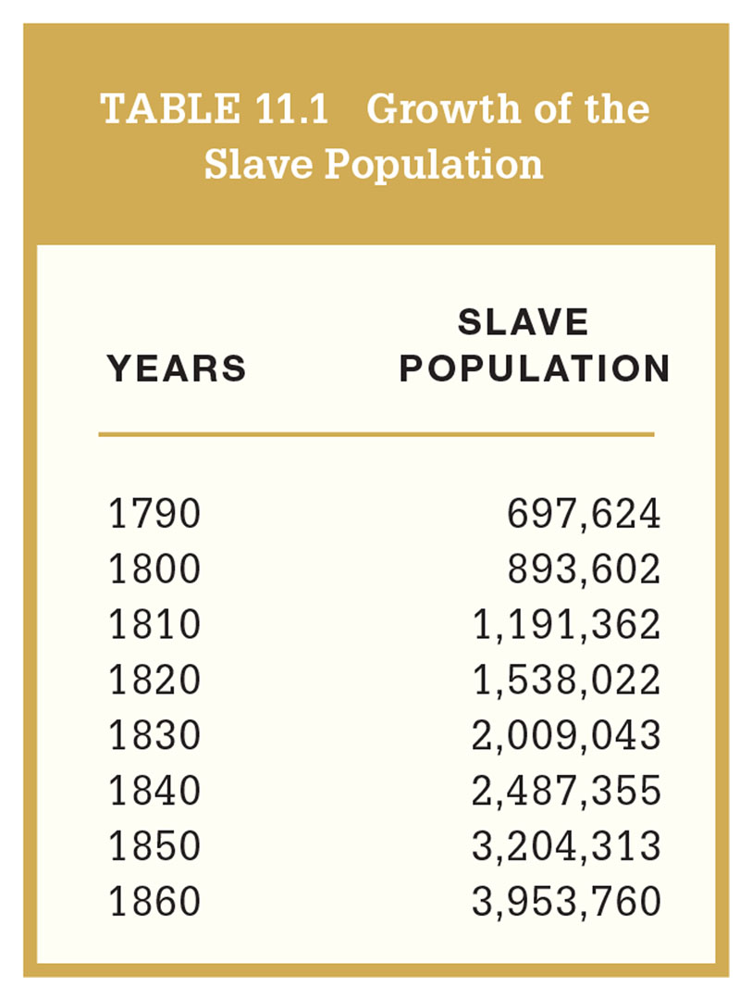 TABLE 11.1 Growth of the
Slave Population
SLAVE
YEARS POPULATION
1790 697,624
1800 893,602
1810 1,191,362
1820 1,538,022
1830 2,009,043
1840 2,487,355
1850 3,204,313
1860 3,953,760